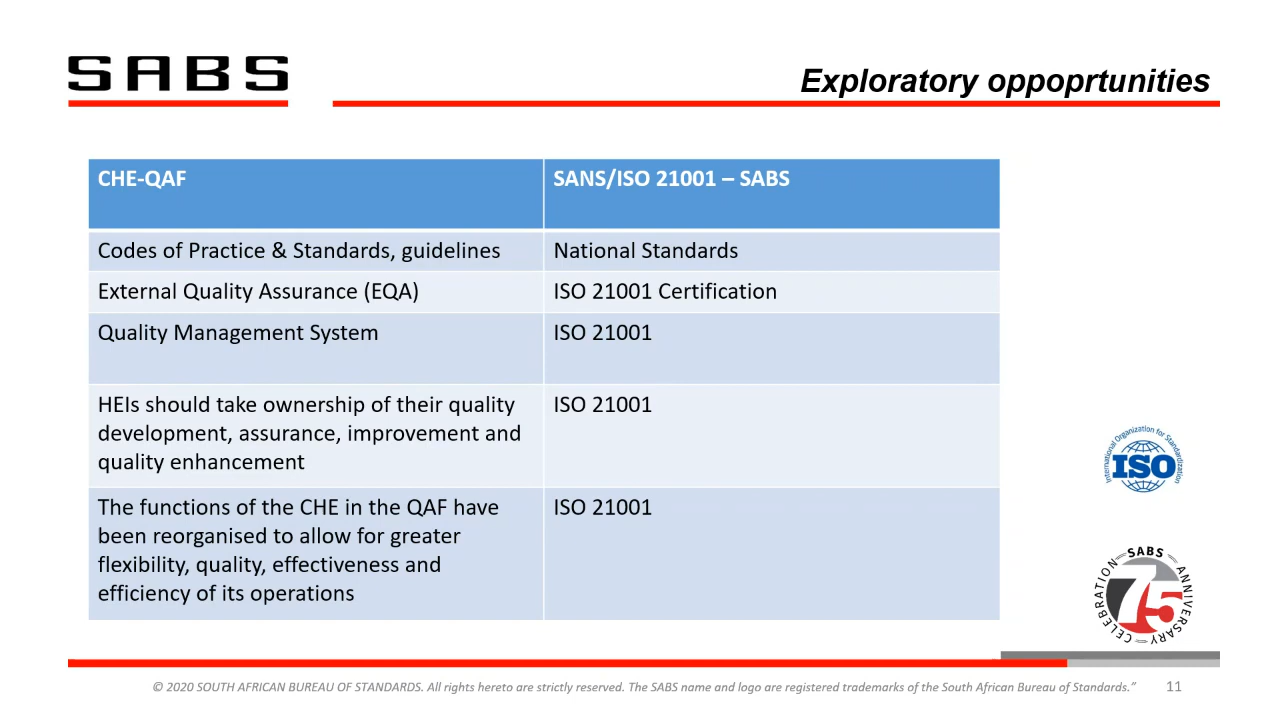 SABS
Exploratory oppoprtunities
CHE-QAF
SANS/ISO 21001 – SABS
Codes of Practice & Standards, guidelines
National Standards
External Quality Assurance (EQA)
ISO 21001 Certification
Quality Management System
ISO 21001
HEIs should take ownership of their quality
development, assurance, improvement and
quality enhancement
ISO 21001
The functions of the CHE in the QAF have
been reorganised to allow for greater
flexibility, quality, effectiveness and
efficiency of its operations
ISO 21001
International Organization for Standardization
ISO
SABS
75
ANNIVERSARY
CELEBRATION
© 2020 SOUTH AFRICAN BUREAU OF STANDARDS. All rights hereto are strictly reserved. The SABS name and logo are registered trademarks of the South African Bureau of Standards.”
11